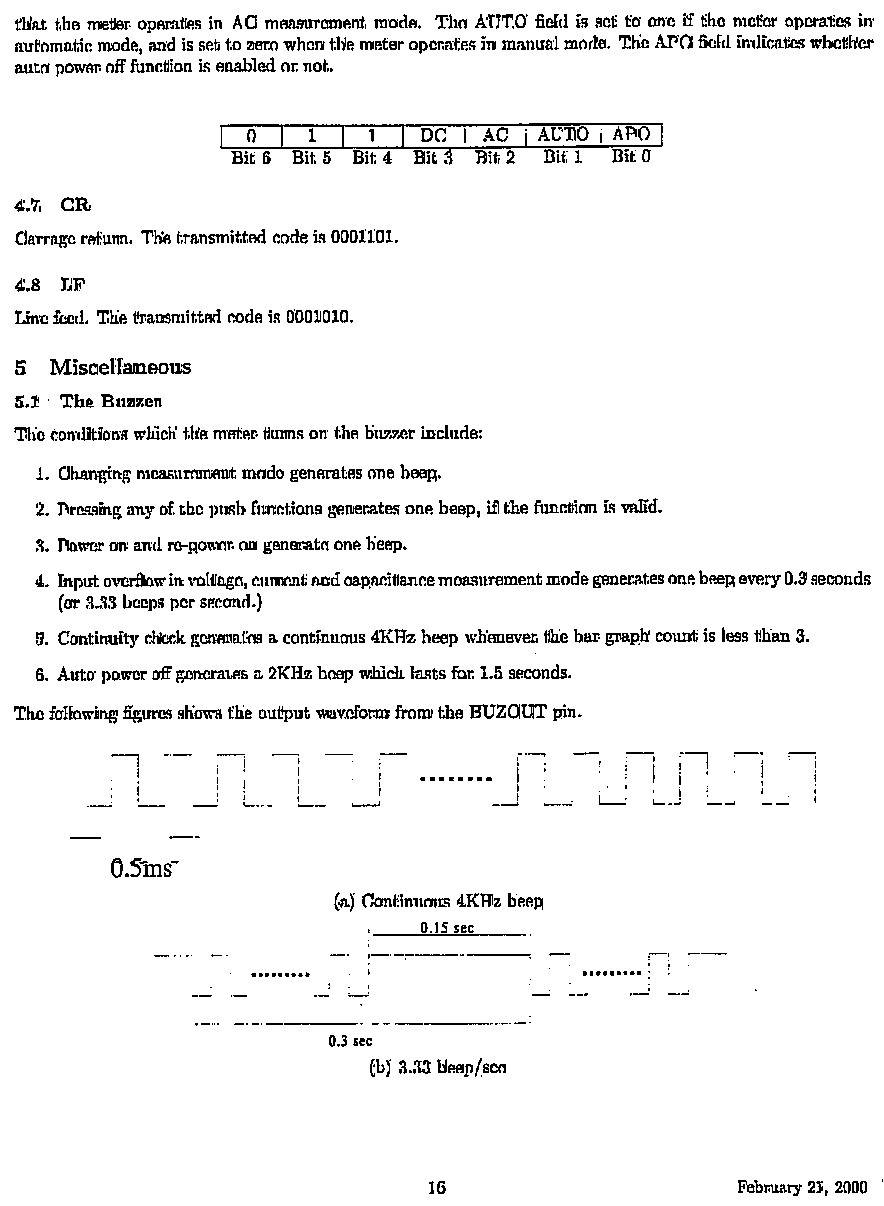 that the meter operates in AC measurement mode. The AUTO field is set to one if the meter operates in
automatic mode, and is set to zero when the meter operates in manual mode. The APO field indicates whether
auto power off function is enabled or not.
0 1 1 DC AC AUTO APO
Bit 6 Bit 5 Bit 4 Bit 3 Bit 2 Bit 1 Bit 0
4.7 CR
Carrage return. The transmitted code is 0001101.
4.8 LF
Line feed. The transmitted code is 0001010.
5 Miscellaneous
5.1 The Buzzer
The conditions which the meter turns on the buzzer include:
1. Changing measurement mode generates one beep.
2. Pressing any of the push functions generates one beep, if the function is valid.
3. Power on and re-power on generate one beep.
4. Input overflow in voltage, current and capacitance measurement mode generates one beep every 0.3 seconds
(or 3.33 beeps per second.)
5. Continuity check generates a continuous 4KHz beep whenever the bar graph count is less than 3.
6. Auto power off generates a 2KHz beep which lasts for 1.5 seconds.
The following figures shows the output waveform from the BUZOUT pin.
0.5ms
(a) Continuous 4KHz beep
0.15 sec
0.3 sec
(b) 3.33 beep/sec
16 February 21, 2000